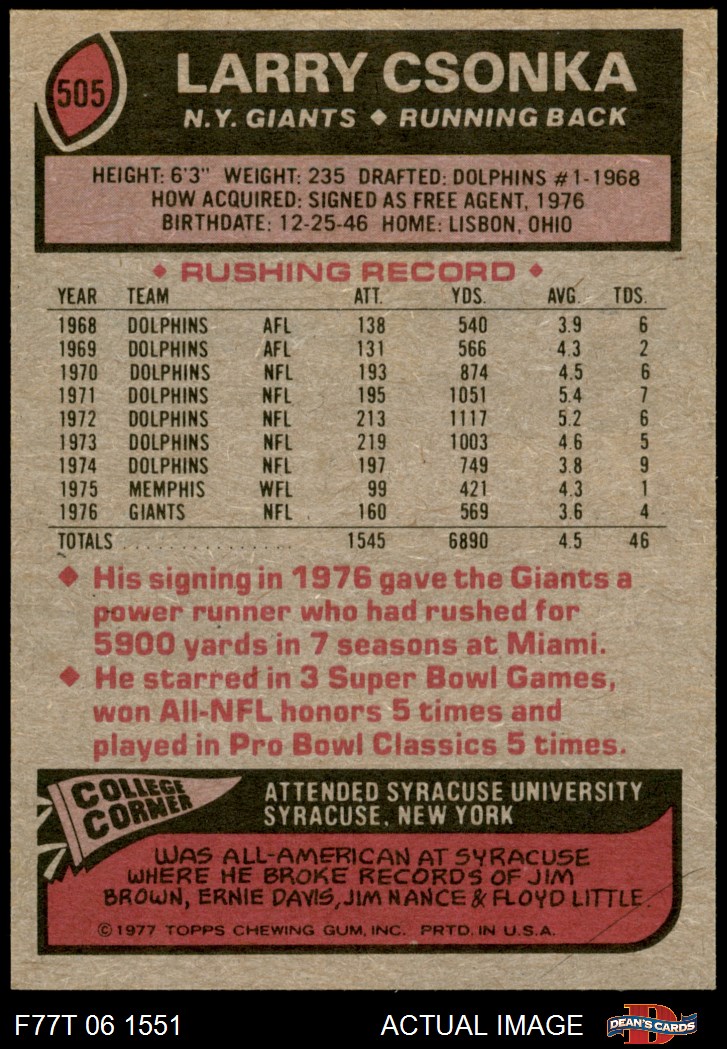 505
LARRY CSONKA
N.Y. GIANTS ♦ RUNNING BACK
HEIGHT: 6'3" WEIGHT: 235 DRAFTED: DOLPHINS #1-1968
HOW ACQUIRED: SIGNED AS FREE AGENT, 1976
BIRTHDATE: 12-25-46 HOME: LISBON, OHIO
♦ RUSHING RECORD ♦
YEAR TEAM ATT. YDS. AVG. TDS.
1968 DOLPHINS AFL 138 540 3.9 6
1969 DOLPHINS AFL 131 566 4.3 2
1970 DOLPHINS NFL 193 874 4.5 6
1971 DOLPHINS NFL 195 1051 5.4 7
1972 DOLPHINS NFL 213 1117 5.2 6
1973 DOLPHINS NFL 219 1003 4.6 5
1974 DOLPHINS NFL 197 749 3.8 9
1975 MEMPHIS WFL 99 421 4.3 1
1976 GIANTS NFL 160 569 3.6 4
TOTALS ................ 1545 6890 4.5 46
♦ His signing in 1976 gave the Giants a
power runner who had rushed for
5900 yards in 7 seasons at Miami.
♦ He starred in 3 Super Bowl Games,
won All-NFL honors 5 times and
played in Pro Bowl Classics 5 times.
COLLEGE
CORNER
ATTENDED SYRACUSE UNIVERSITY
SYRACUSE, NEW YORK
WAS ALL-AMERICAN AT SYRACUSE
WHERE HE BROKE RECORDS OF JIM
BROWN, ERNIE DAVIS, JIM NANCE & FLOYD LITTLE.
©1977 TOPPS CHEWING GUM, INC. PRTD. IN U.S.A.
F77T 06 1551 ACTUAL IMAGE
D
DEAN'S CARDS